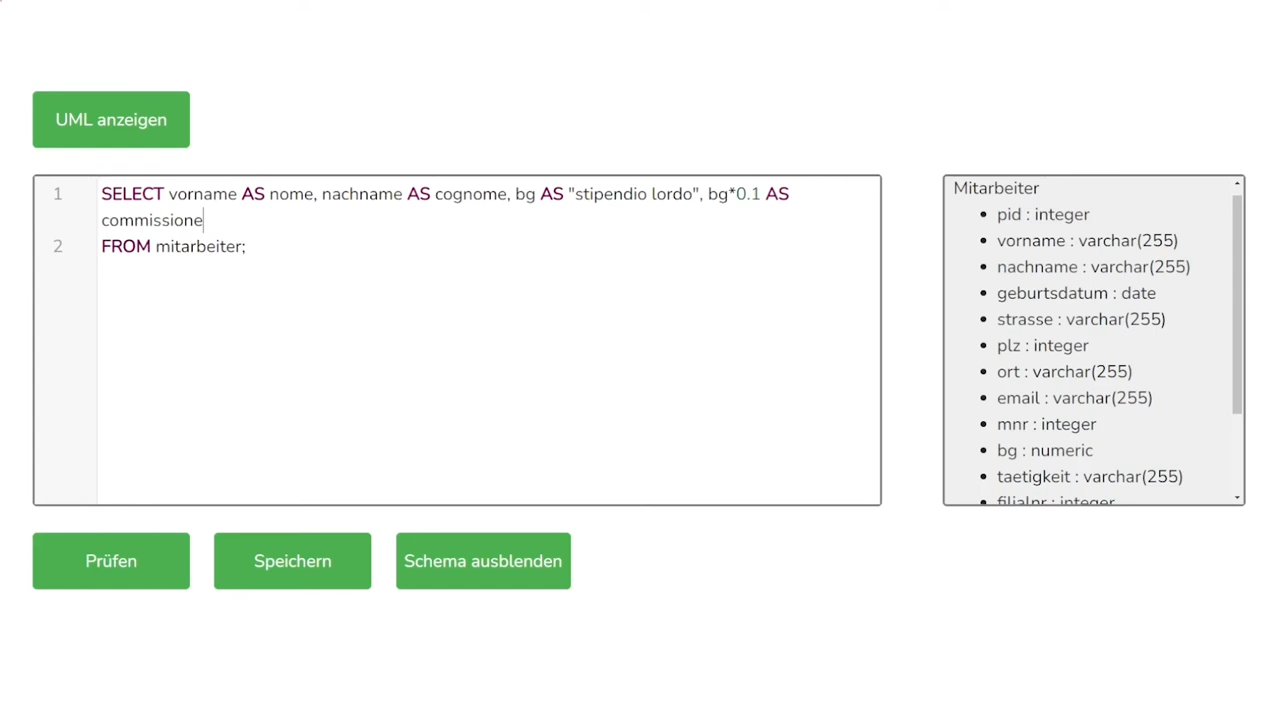 UML anzeigen
1 SELECT vorname AS nome, nachname AS cognome, bg AS "stipendio lordo", bg*0.1 AS
commissione
2 FROM mitarbeiter;
Mitarbeiter
• pid : integer
• vorname : varchar(255)
• nachname : varchar(255)
• geburtsdatum : date
• strasse : varchar(255)
• plz : integer
• ort : varchar(255)
• email : varchar(255)
• mnr : integer
• bg : numeric
• taetigkeit : varchar(255)
• filialnr : integer
Prüfen
Speichern
Schema ausblenden